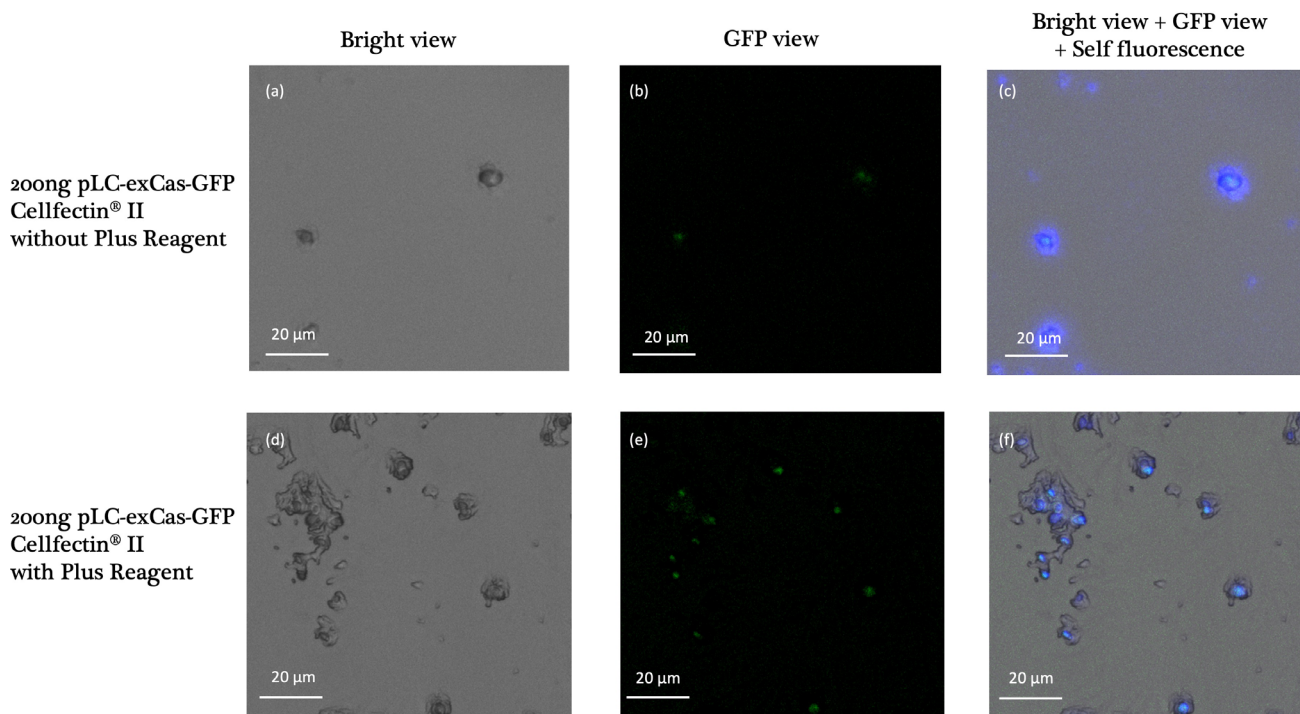 Bright view
GFP view
Bright view + GFP view
+ Self fluorescence
200ng pLC-exCas-GFP
Cellfectin® II
without Plus Reagent
(a)
20 μm
(b)
20 μm
(c)
20 μm
200ng pLC-exCas-GFP
Cellfectin® II
with Plus Reagent
(d)
20 μm
(e)
20 μm
(f)
20 μm